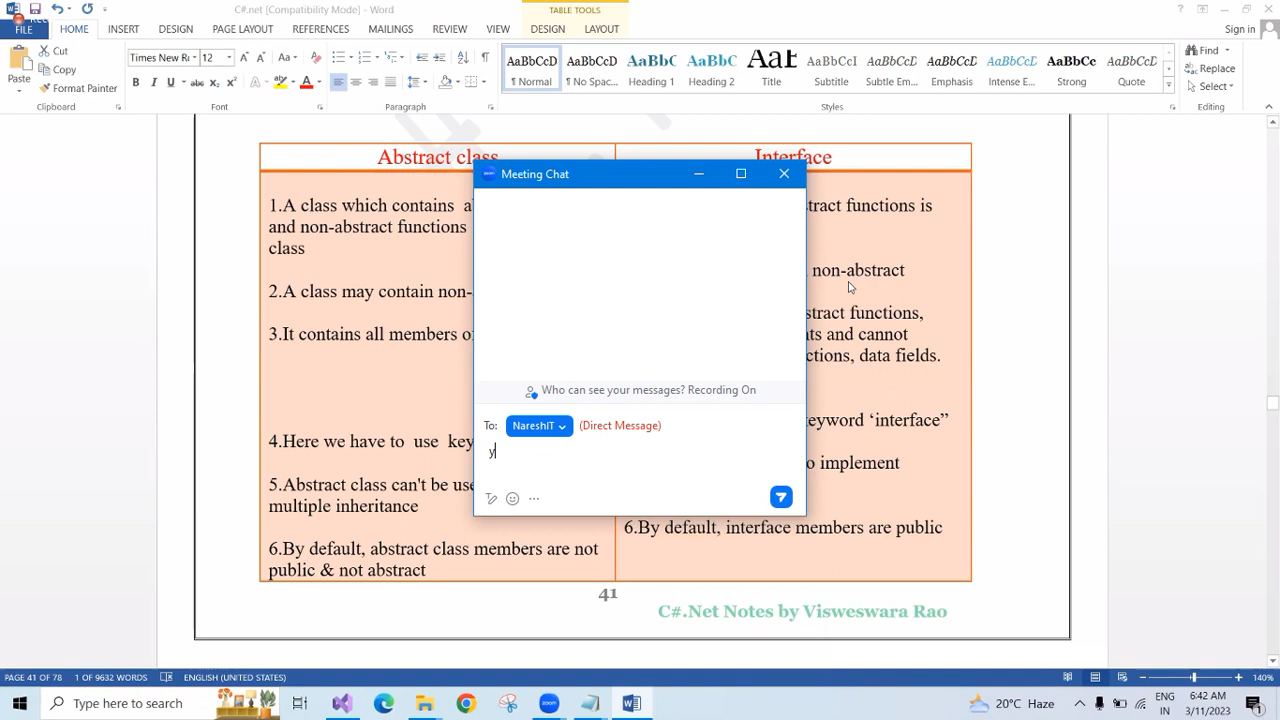 C#.net [Compatibility Mode] - Word
TABLE TOOLS
FILE HOME INSERT DESIGN PAGE LAYOUT REFERENCES MAILINGS REVIEW VIEW DESIGN LAYOUT Sign in
Paste Cut Copy Format Painter
Times New Ro 12
AaBbCcD AaBbCcD AaBbC AaBbC AaB AaBbCcI AaBbCcD AaBbCcD AaBbCcD AaBbCc AaBbCcD
¶ Normal ¶ No Spac... Heading 1 Heading 2 Title Subtitle Subtle Em... Emphasis Intense E... Strong Quote
Find Replace Select
Clipboard Font Paragraph Styles Editing
Abstract class Interface
1.A class which contains
and non-abstract functions
class
2.A class may contain non-
3.It contains all members
4.Here we have to use
5.Abstract class can't be
multiple inheritance
6.By default, abstract class members are not
public & not abstract
functions is
non-abstract
functions,
and cannot
data fields.
‘interface”
implement
6.By default, interface members are public
41
C#.Net Notes by Visweswara Rao
zoom Meeting Chat
Who can see your messages? Recording On
To: NareshIT (Direct Message)
y
PAGE 41 OF 78 1 OF 9632 WORDS ENGLISH (UNITED STATES) 140%
Type here to search
zoom
20°C Haze
ENG
IN
6:42 AM
3/11/2023
1